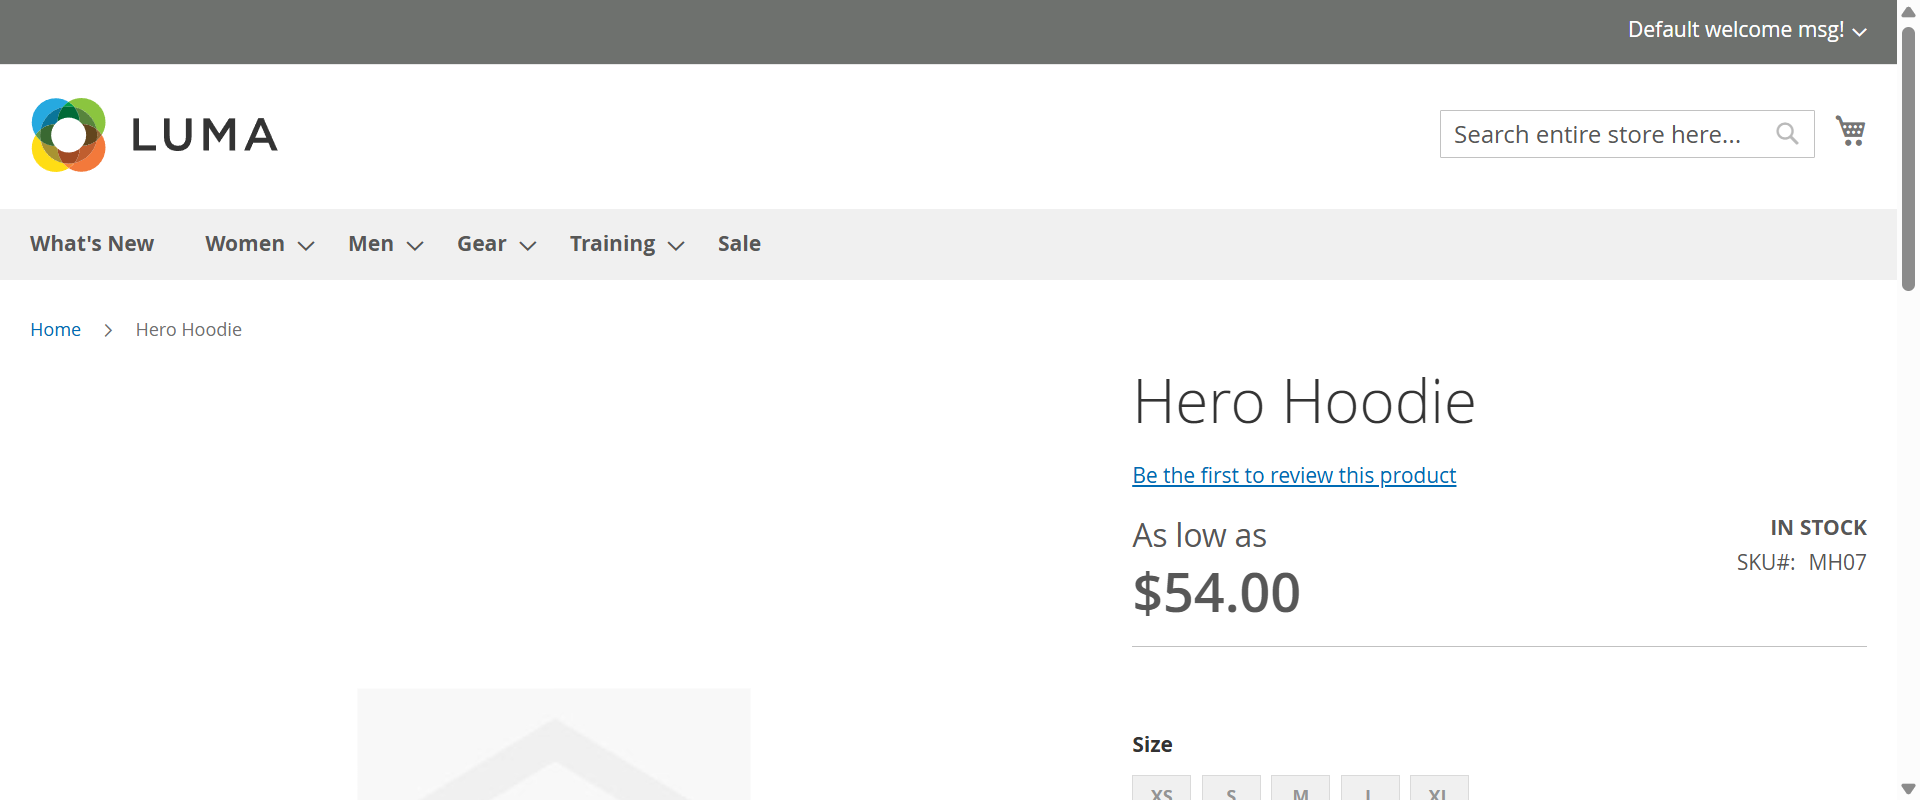 Default welcome msg!
LUMA
Search entire store here...
What's New Women Men Gear Training Sale
Home Hero Hoodie
Hero Hoodie
Be the first to review this product
As low as
IN STOCK
$54.00
SKU#: MH07
Size
XS S M L XL